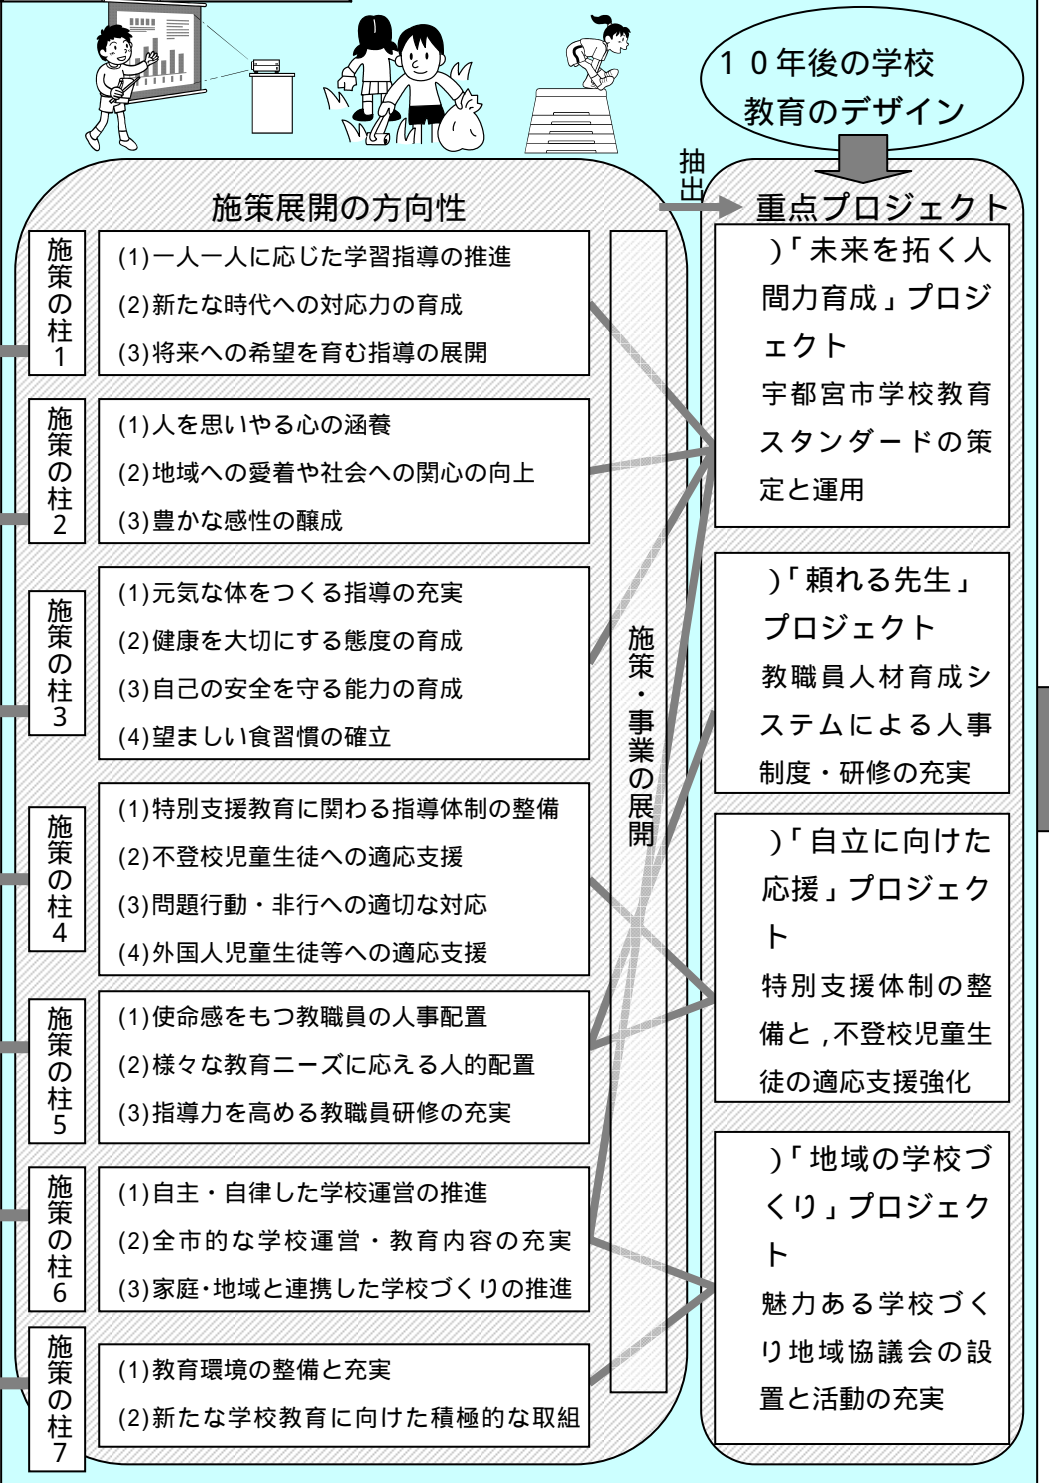 １０年後の学校
教育のデザイン
抽出
施策展開の方向性
重点プロジェクト
施策の柱1
(1)一人一人に応じた学習指導の推進
(2)新たな時代への対応力の育成
(3)将来への希望を育む指導の展開
施策の柱2
(1)人を思いやる心の涵養
(2)地域への愛着や社会への関心の向上
(3)豊かな感性の醸成
施策の柱3
(1)元気な体をつくる指導の充実
(2)健康を大切にする態度の育成
(3)自己の安全を守る能力の育成
(4)望ましい食習慣の確立
施策の柱4
(1)特別支援教育に関わる指導体制の整備
(2)不登校児童生徒への適応支援
(3)問題行動・非行への適切な対応
(4)外国人児童生徒等への適応支援
施策の柱5
(1)使命感をもつ教職員の人事配置
(2)様々な教育ニーズに応える人的配置
(3)指導力を高める教職員研修の充実
施策の柱6
(1)自主・自律した学校運営の推進
(2)全市的な学校運営・教育内容の充実
(3)家庭・地域と連携した学校づくりの推進
施策の柱7
(1)教育環境の整備と充実
(2)新たな学校教育に向けた積極的な取組
施策・事業の展開
)「未来を拓く人
間力育成」プロジ
ェクト
宇都宮市学校教育
スタンダードの策
定と運用
)「頼れる先生」
プロジェクト
教職員人材育成シ
ステムによる人事
制度・研修の充実
)「自立に向けた
応援」プロジェク
ト
特別支援体制の整
備と,不登校児童生
徒の適応支援強化
)「地域の学校づ
くり」プロジェク
ト
魅力ある学校づく
り地域協議会の設
置と活動の充実